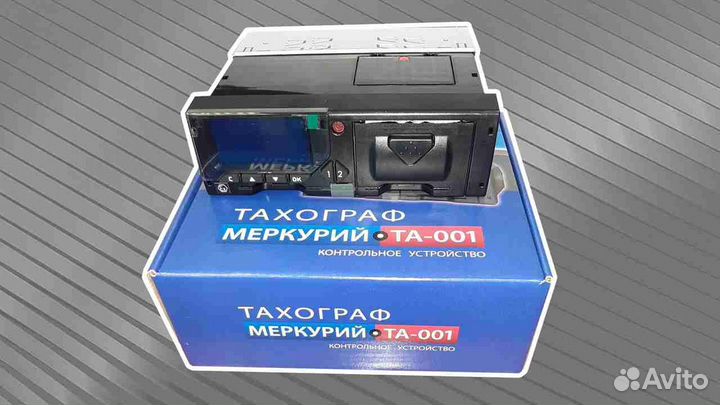 C ▲ ▼ OK 1 2
ТАХОГРАФ
МЕРКУРИЙ ТА-001
КОНТРОЛЬНОЕ УСТРОЙСТВО
ТАХОГРАФ
МЕРКУРИЙ ТА-001
КОНТРОЛЬНОЕ УСТРОЙСТВО
Avito